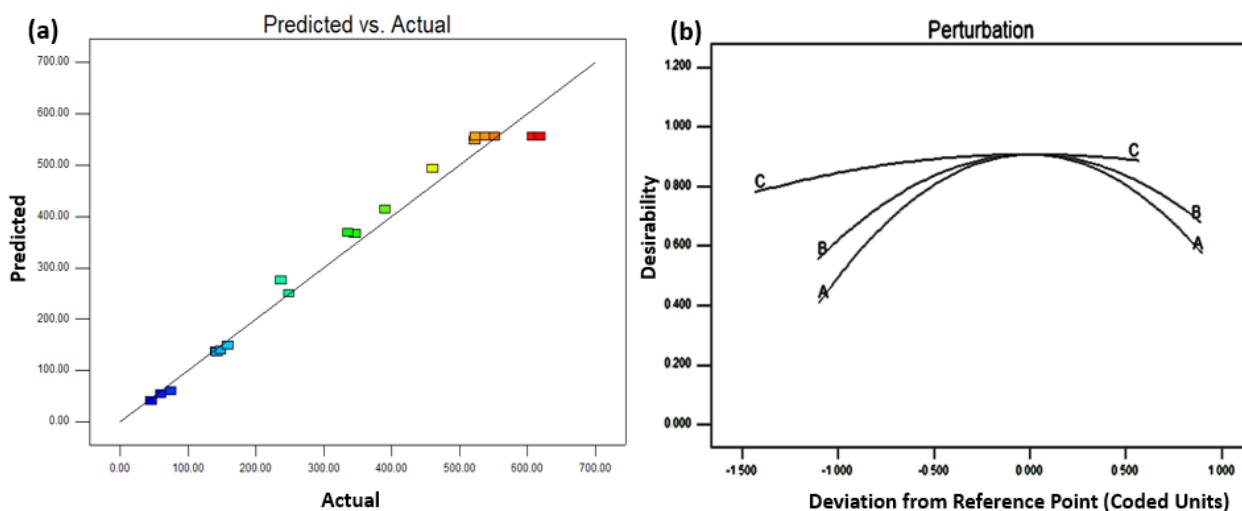 (a)
Predicted vs. Actual
700.00
600.00
500.00
400.00
300.00
200.00
100.00
0.00
Predicted
0.00 100.00 200.00 300.00 400.00 500.00 600.00 700.00
Actual
(b)
Perturbation
1.200
1.000
0.800
0.600
0.400
0.200
0.000
Desirability
C
C
B
B
A
A
-1.500 -1.000 -0.500 0.000 0.500 1.000
Deviation from Reference Point (Coded Units)